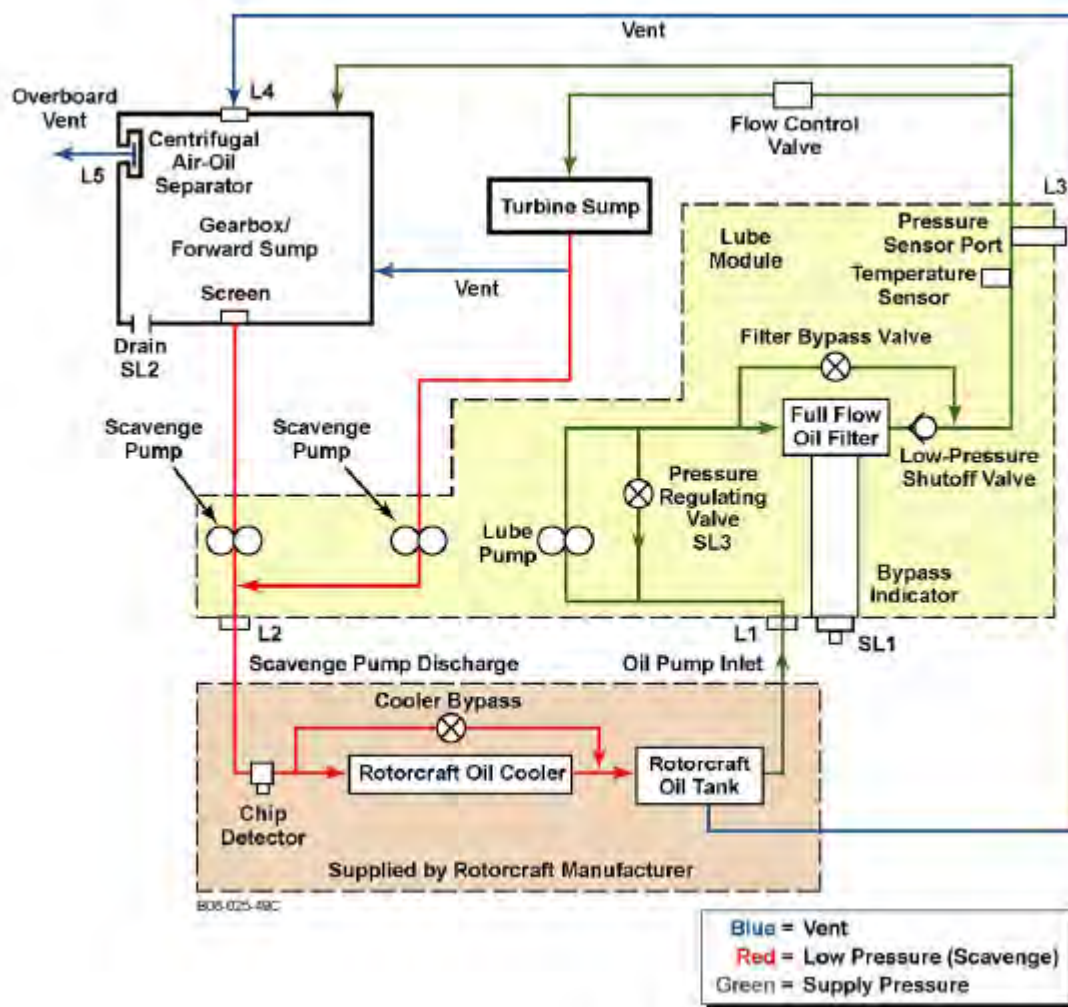 Vent
Overboard
Vent
L4
L5
Centrifugal
Air-Oil
Separator
Flow Control
Valve
L3
Gearbox/
Forward Sump
Turbine Sump
Lube
Module
Pressure
Sensor Port
Temperature
Sensor
Vent
Screen
Drain
SL2
Filter Bypass Valve
Scavenge
Pump
Scavenge
Pump
Full Flow
Oil Filter
Low-Pressure
Shutoff Valve
Pressure
Regulating
Valve
SL3
Lube
Pump
Bypass
Indicator
L2
L1
SL1
Scavenge Pump Discharge
Oil Pump Inlet
Cooler Bypass
Rotorcraft Oil Cooler
Rotorcraft
Oil Tank
Chip
Detector
Supplied by Rotorcraft Manufacturer
Blue = Vent
Red = Low Pressure (Scavenge)
Green = Supply Pressure